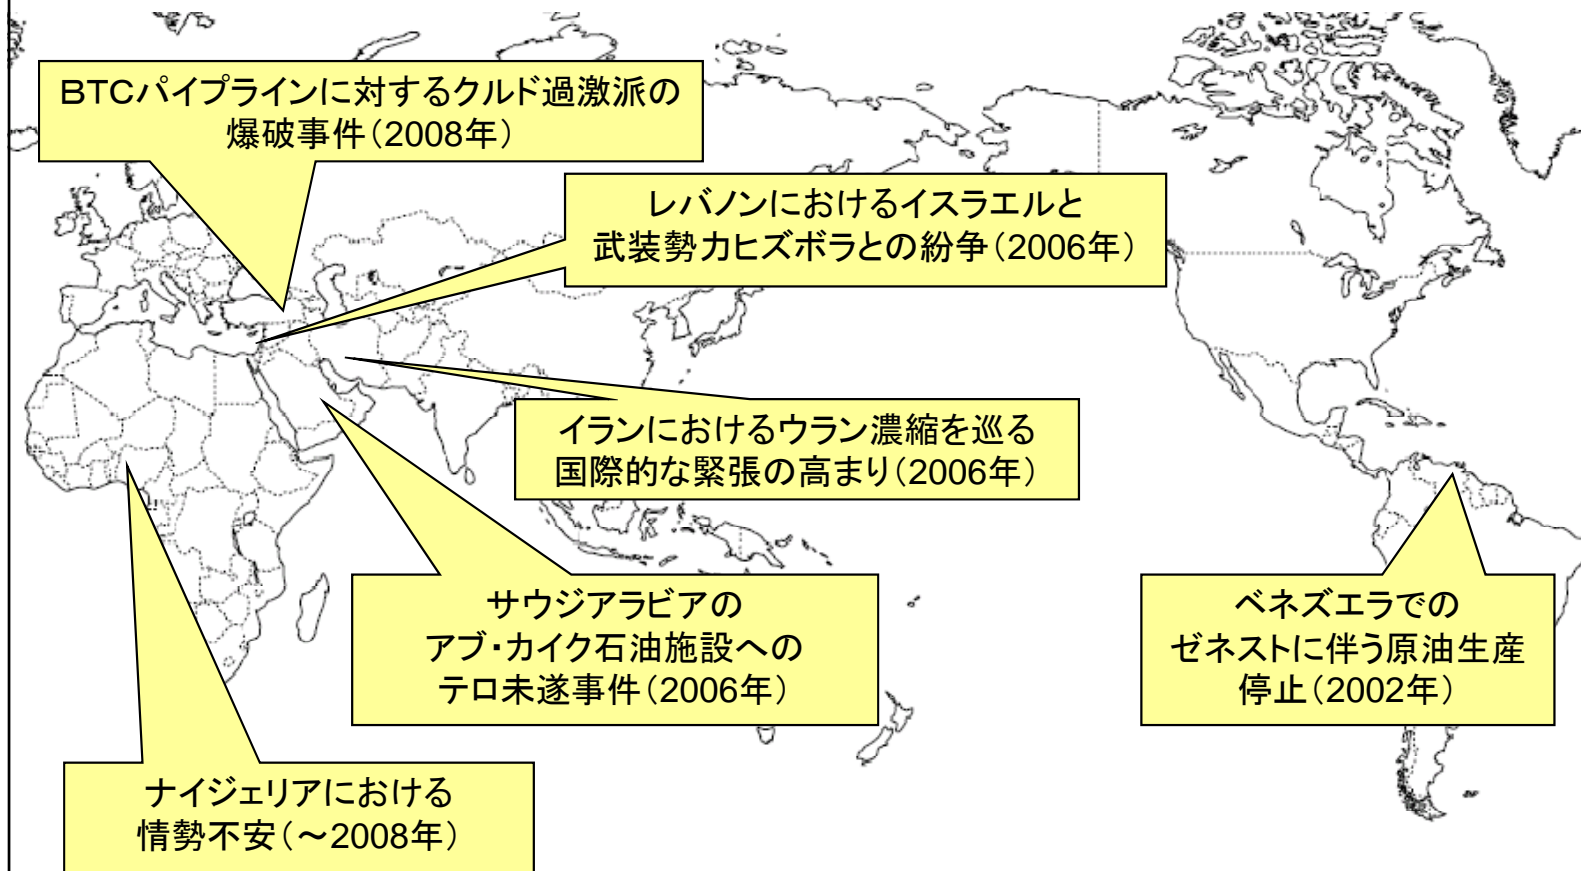 BTCパイプラインに対するクルド過激派の
爆破事件(2008年)
レバノンにおけるイスラエルと
武装勢力ヒズボラとの紛争(2006年)
イランにおけるウラン濃縮を巡る
国際的な緊張の高まり(2006年)
サウジアラビアの
アブ・カイク石油施設への
テロ未遂事件(2006年)
ベネズエラでの
ゼネストに伴う原油生産
停止(2002年)
ナイジェリアにおける
情勢不安(～2008年)